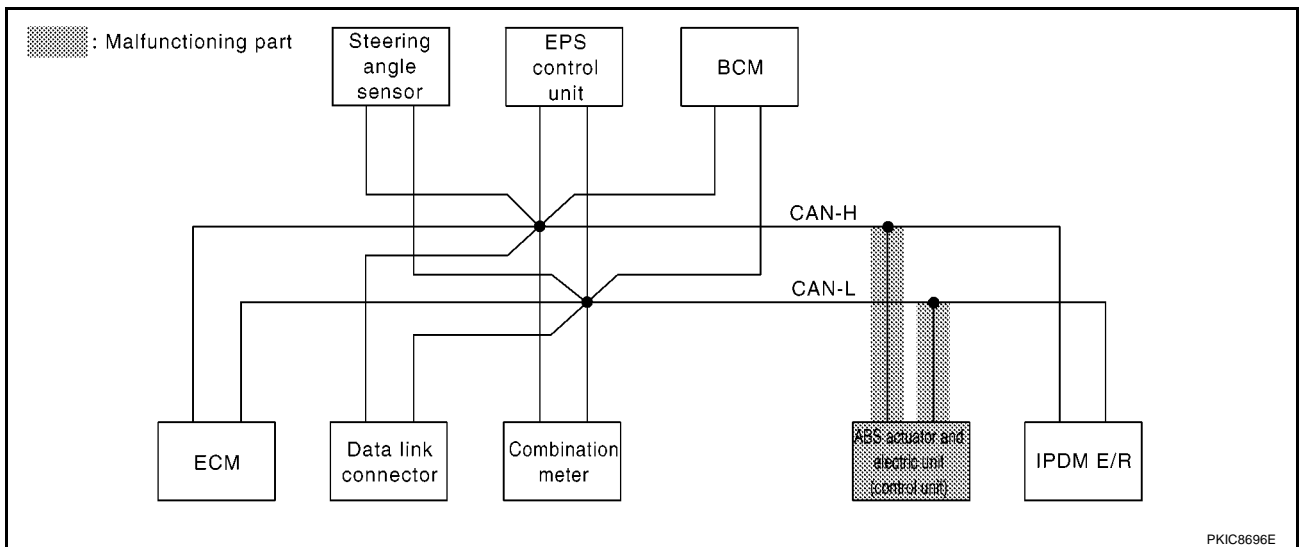 : Malfunctioning part
Steering
angle
sensor
EPS
control
unit
BCM
CAN-H
CAN-L
ECM
Data link
connector
Combination
meter
ABS actuator and
electric unit
(control unit)
IPDM E/R
PKIC8696E